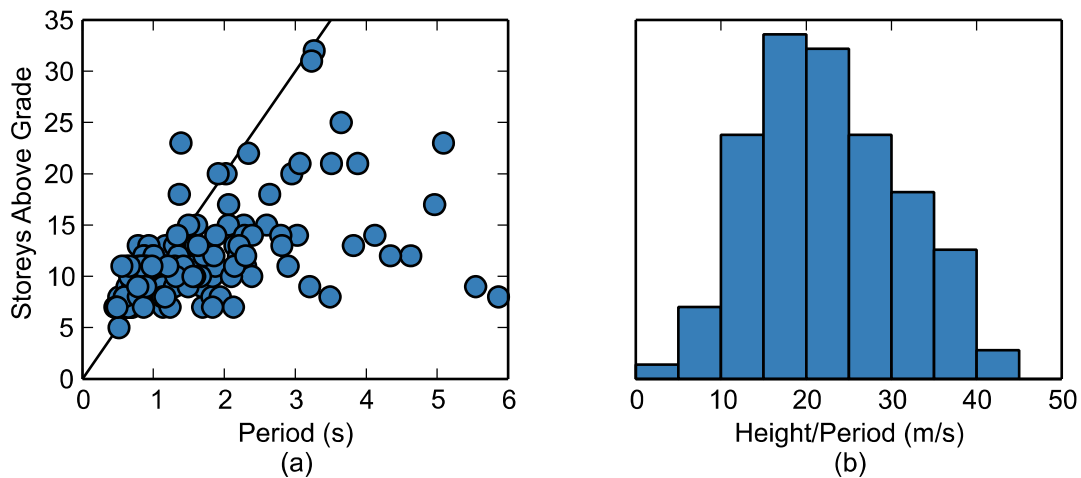 35
30
25
20
15
10
5
0
Storeys Above Grade
0 1 2 3 4 5 6
Period (s)
(a)
0 10 20 30 40 50
Height/Period (m/s)
(b)